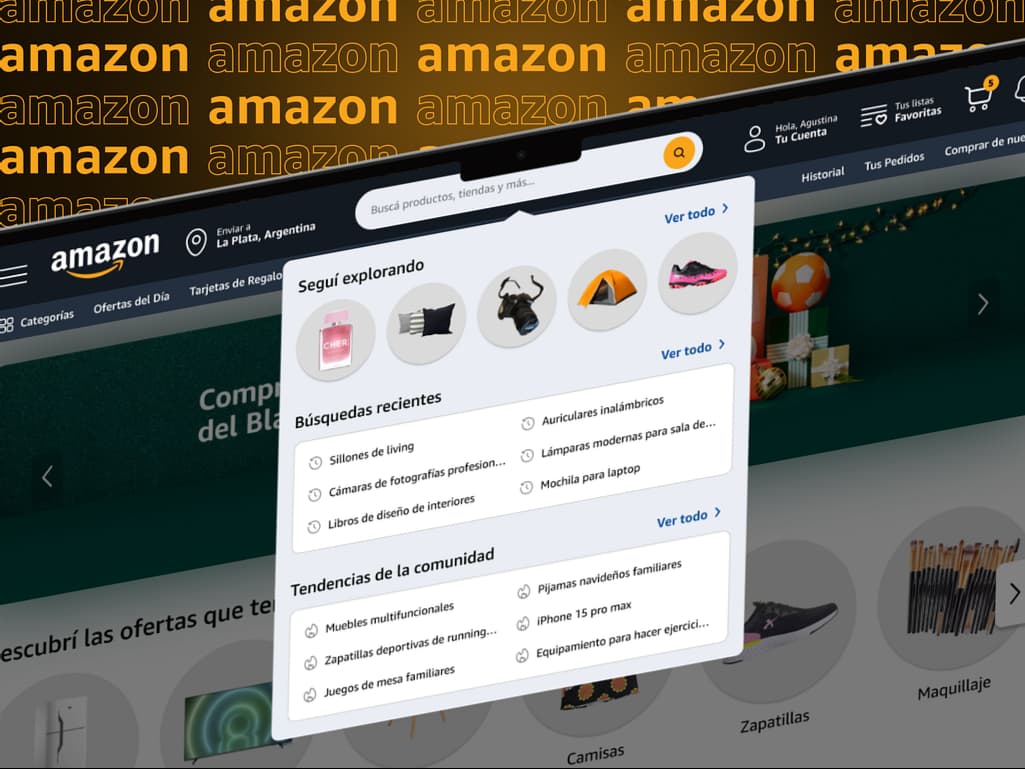 amazon amazon amazon amazon amazon
amazon amazon amazon amazon amazon
amazon amazon amazon
amazon amazon
amazon
Buscá productos, tiendas y más...
Hola, Agustina
Tu Cuenta
Tus listas
Favoritas
5
amazon
Enviar a
La Plata, Argentina
Categorías
Ofertas del Día
Tarjetas de Regalo
Historial
Tus Pedidos
Comprar de nue
Seguí explorando
Ver todo
CHER
Búsquedas recientes
Ver todo
Sillones de living
Auriculares inalámbricos
Cámaras de fotografías profesion...
Lámparas modernas para sala de...
Libros de diseño de interiores
Mochila para laptop
Tendencias de la comunidad
Ver todo
Muebles multifuncionales
Pijamas navideños familiares
Zapatillas deportivas de running...
iPhone 15 pro max
Juegos de mesa familiares
Equipamiento para hacer ejercici...
Compr
del Bla
escubrí las ofertas que te
Camisas
Zapatillas
Maquillaje